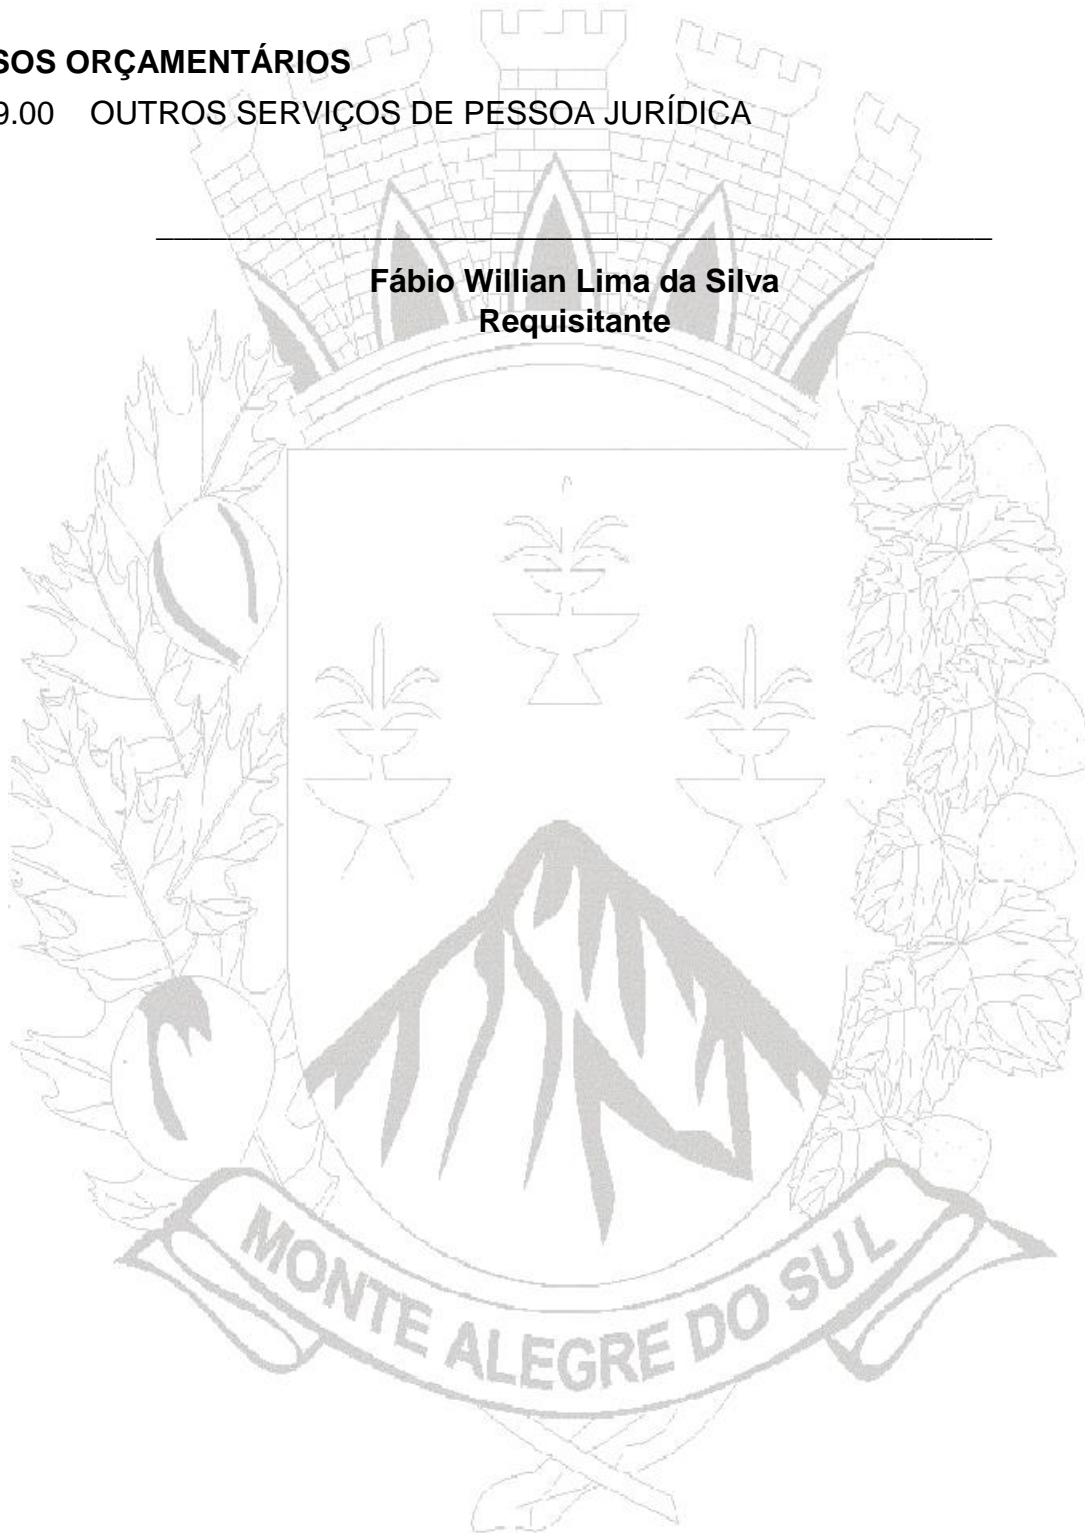 SOS ORÇAMENTÁRIOS
9.00 OUTROS SERVIÇOS DE PESSOA JURÍDICA
Fábio Willian Lima da Silva
Requisitante
MONTE ALEGRE DO SUL